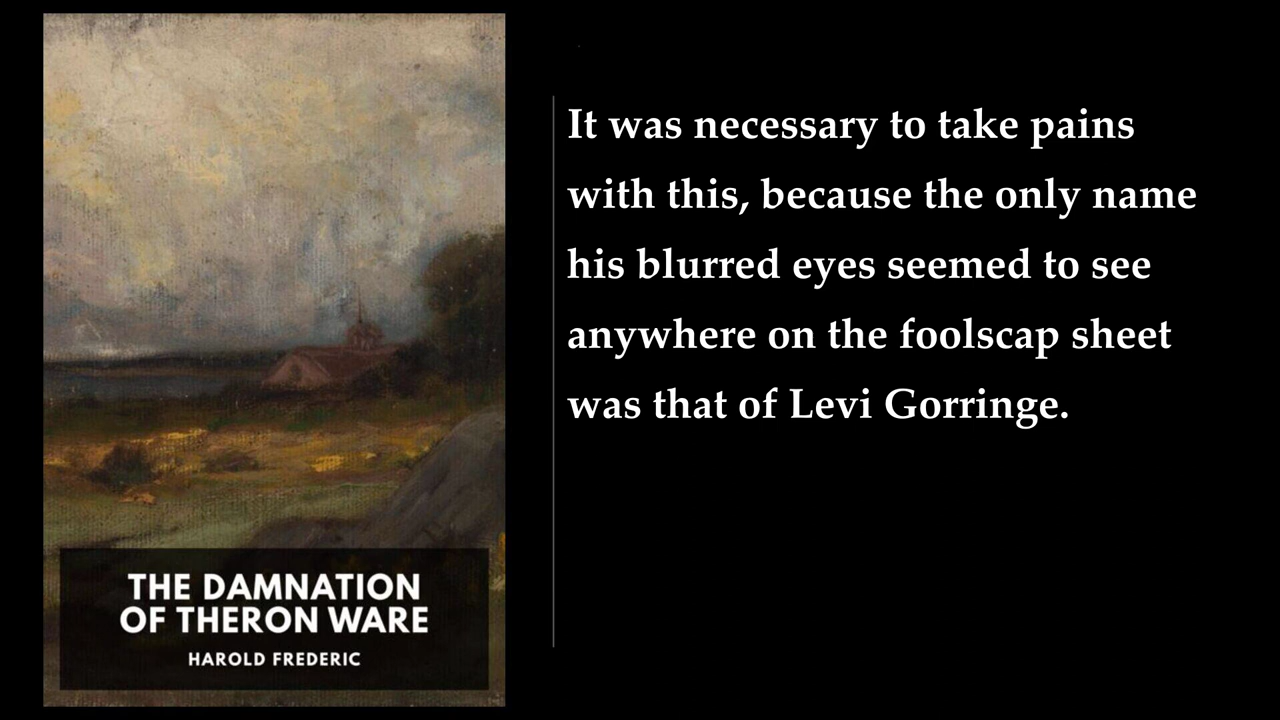 It was necessary to take pains
with this, because the only name
his blurred eyes seemed to see
anywhere on the foolscap sheet
was that of Levi Gorringe.
THE DAMNATION
OF THERON WARE
HAROLD FREDERIC